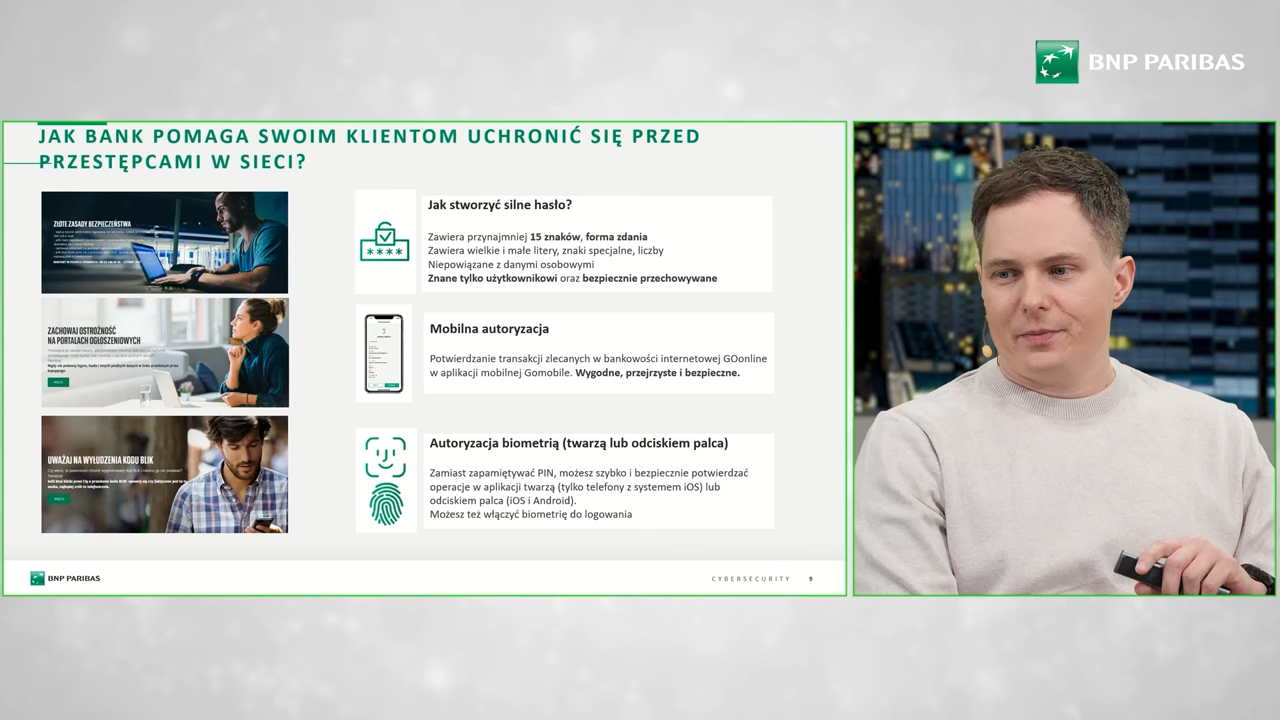 BNP PARIBAS
JAK BANK POMAGA SWOIM KLIENTOM UCHRONIĆ SIĘ PRZED
PRZESTĘPCAMI W SIECI?
ZŁOTE ZASADY BEZPIECZEŃSTWA
ZACHOWAJ OSTROŻNOŚĆ
NA PORTALACH OGŁOSZENIOWYCH
WIĘCEJ
UWAŻAJ NA WYŁUDZENIA KODU BLIK
WIĘCEJ
Jak stworzyć silne hasło?
Zawiera przynajmniej 15 znaków, forma zdania
Zawiera wielkie i małe litery, znaki specjalne, liczby
Niepowiązane z danymi osobowymi
Znane tylko użytkownikowi oraz bezpiecznie przechowywane
Mobilna autoryzacja
Potwierdzanie transakcji zlecanych w bankowości internetowej GOonline
w aplikacji mobilnej Gomobile. Wygodne, przejrzyste i bezpieczne.
Autoryzacja biometrią (twarzą lub odciskiem palca)
Zamiast zapamiętywać PIN, możesz szybko i bezpiecznie potwierdzać
operacje w aplikacji twarzą (tylko telefony z systemem iOS) lub
odciskiem palca (iOS i Android).
Możesz też włączyć biometrię do logowania
BNP PARIBAS
CYBERSECURITY 9